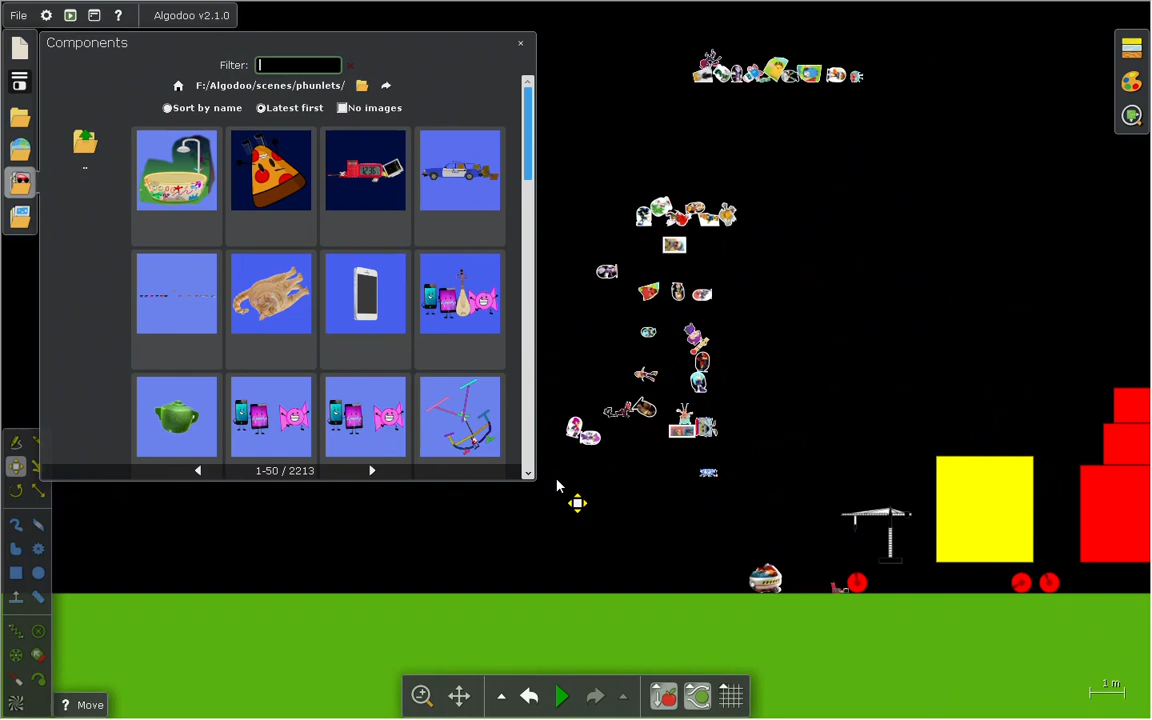 File
?
Algodoo v2.1.0
Components
Filter:
F:/Algodoo/scenes/phunlets/
Sort by name
Latest first
No images
..
1-50 / 2213
? Move
1 m